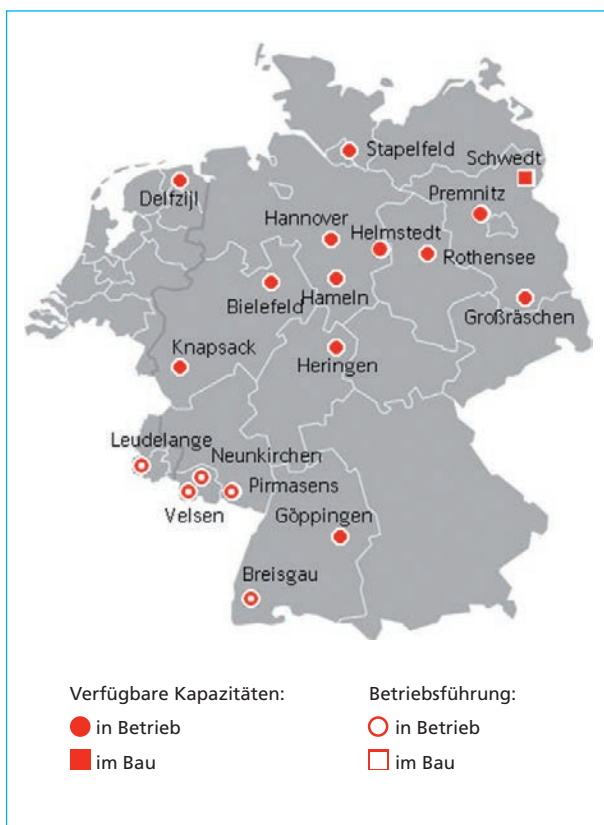 Stapelfeld
Schwedt
Delfzijl
Premnitz
Hannover
Helmstedt
Rothensee
Bielefeld
Hameln
Großräschen
Knapsack
Heringen
Leudelange
Neunkirchen
Pirmasens
Velsen
Göppingen
Breisgau
Verfügbare Kapazitäten:
in Betrieb
im Bau
Betriebsführung:
in Betrieb
im Bau